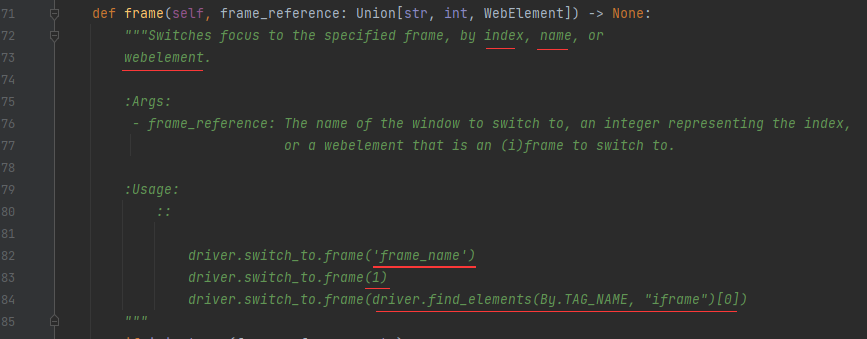 71 def frame(self, frame_reference: Union[str, int, WebElement]) -> None:
72 """Switches focus to the specified frame, by index, name, or
73 webelement.
74
75 :Args:
76 - frame_reference: The name of the window to switch to, an integer representing the index,
77 or a webelement that is an (i)frame to switch to.
78
79 :Usage:
80 ::
81
82 driver.switch_to.frame('frame_name')
83 driver.switch_to.frame(1)
84 driver.switch_to.frame(driver.find_elements(By.TAG_NAME, "iframe")[0])
85 """